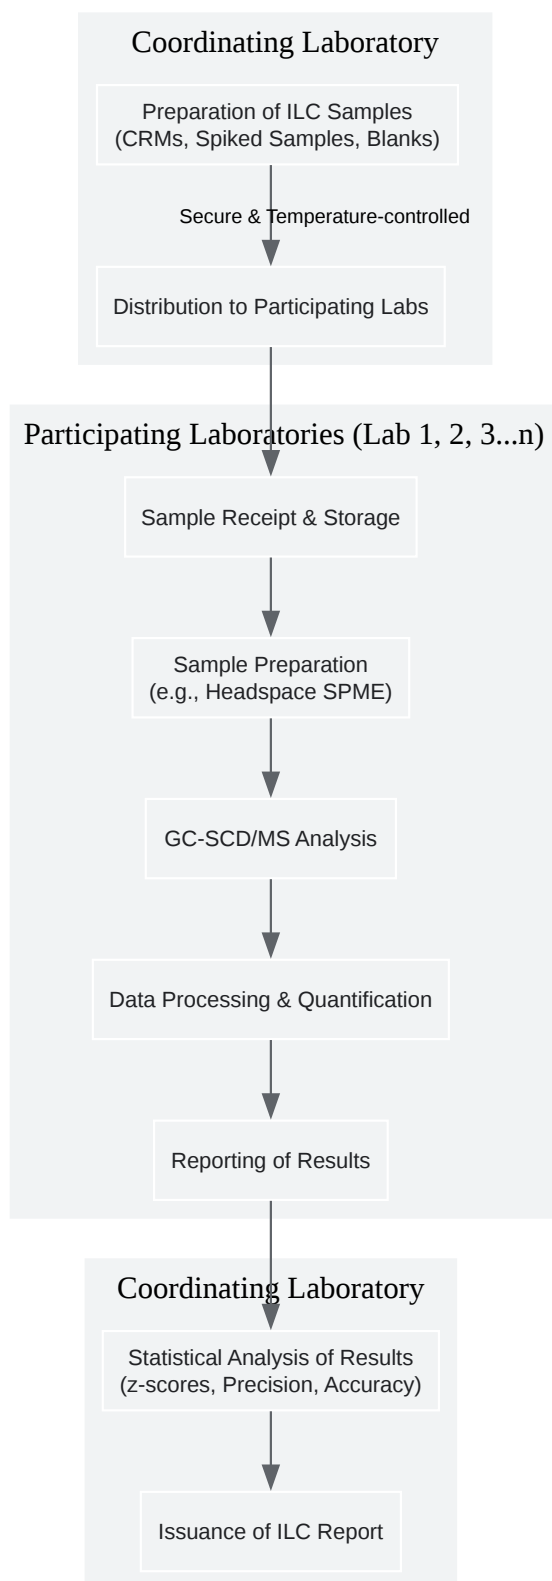 Coordinating Laboratory
Preparation of ILC Samples
(CRMs, Spiked Samples, Blanks)
Secure & Temperature-controlled
Distribution to Participating Labs
Participating Laboratories (Lab 1, 2, 3...n)
Sample Receipt & Storage
Sample Preparation
(e.g., Headspace SPME)
GC-SCD/MS Analysis
Data Processing & Quantification
Reporting of Results
Coordinating Laboratory
Statistical Analysis of Results
(z-scores, Precision, Accuracy)
Issuance of ILC Report